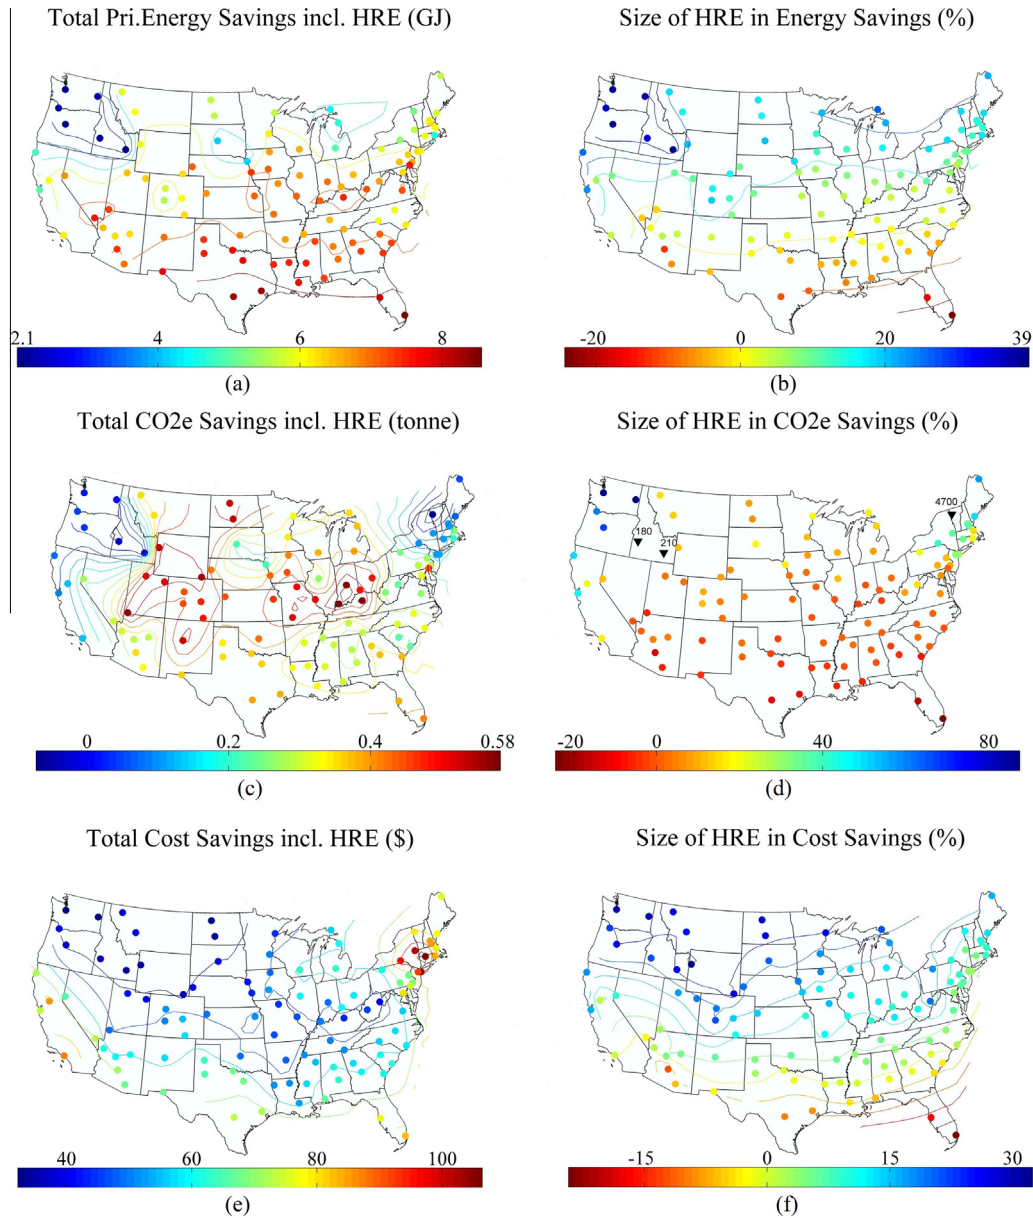 Total Pri.Energy Savings incl. HRE (GJ)
Size of HRE in Energy Savings (%)
2.1 4 6 8
-20 0 20 39
(a)
(b)
Total CO2e Savings incl. HRE (tonne)
Size of HRE in CO2e Savings (%)
4700
180
210
0 0.2 0.4 0.58
-20 0 40 80
(c)
(d)
Total Cost Savings incl. HRE ($)
Size of HRE in Cost Savings (%)
40 60 80 100
-15 0 15 30
(e)
(f)